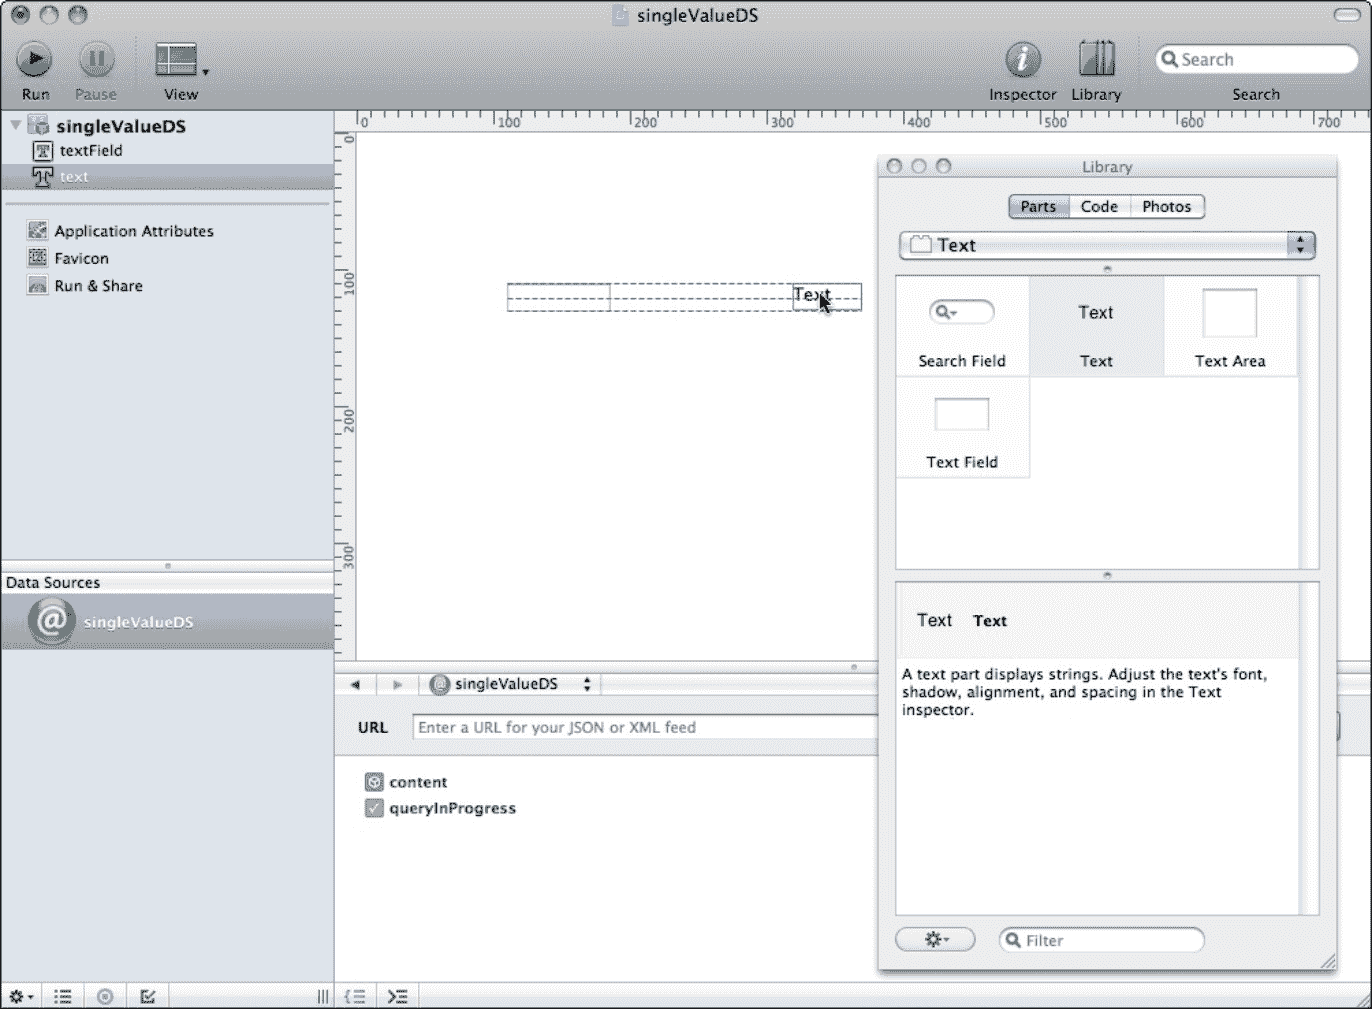 singleValueDS
Run
Pause
View
Inspector
Library
Search
Search
singleValueDS
textField
text
Application Attributes
Favicon
Run & Share
Data Sources
singleValueDS
0 100 200 300 400 500 600 700
0
100
200
300
Text
singleValueDS
URL
Enter a URL for your JSON or XML feed
content
queryInProgress
Library
Parts Code Photos
Text
Text
Search Field
Text
Text Area
Text Field
Text Text
A text part displays strings. Adjust the text's font,
shadow, alignment, and spacing in the Text
inspector.
Filter